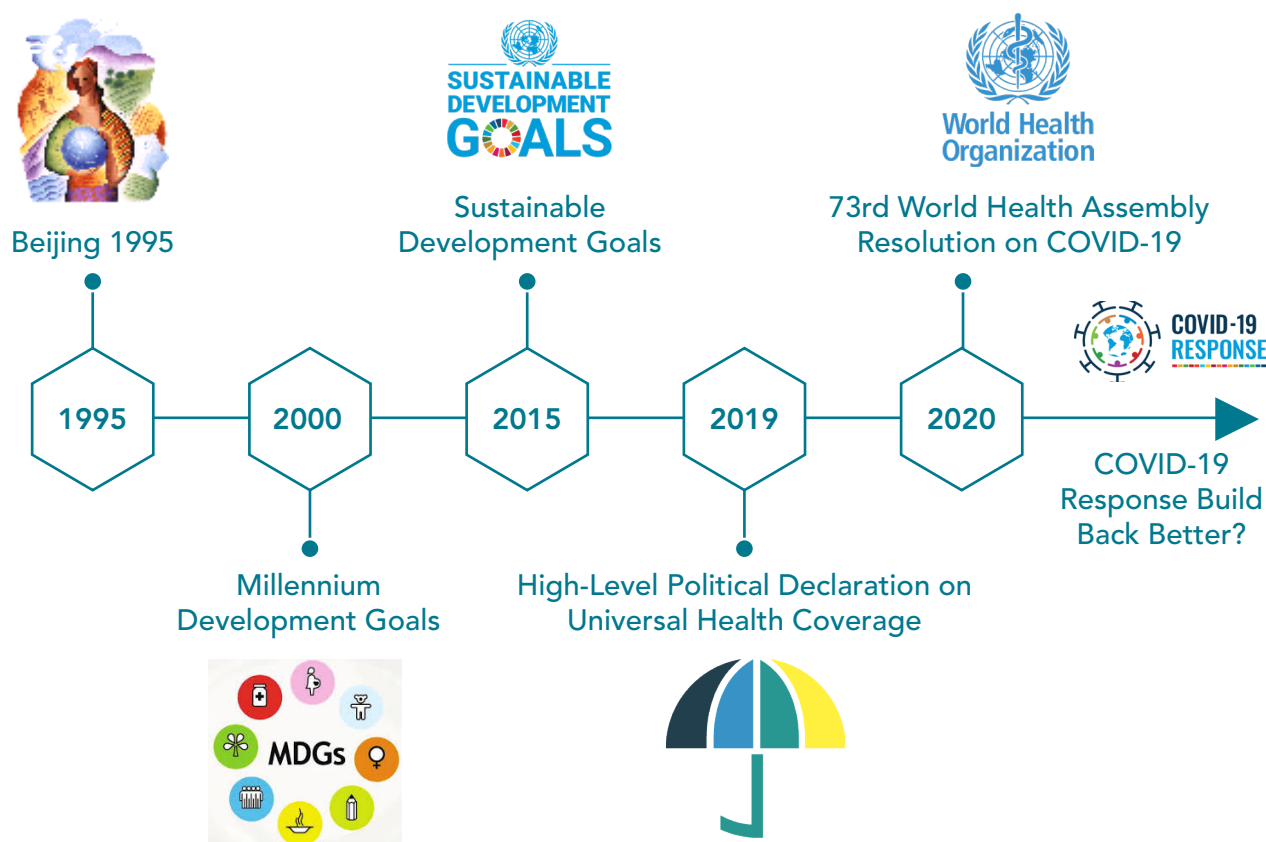 SUSTAINABLE
DEVELOPMENT
GOALS
World Health
Organization
Beijing 1995
Sustainable
Development Goals
73rd World Health Assembly
Resolution on COVID-19
COVID-19
RESPONSE
1995
2000
2015
2019
2020
COVID-19
Response Build
Back Better?
Millennium
Development Goals
High-Level Political Declaration on
Universal Health Coverage
MDGs